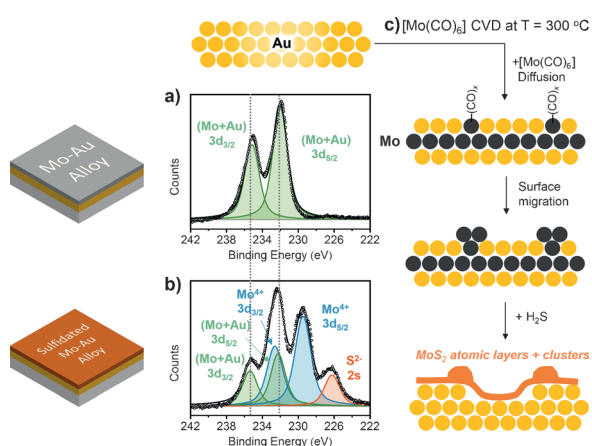 Au
c) [Mo(CO)₆] CVD at T = 300 °C
+[Mo(CO)₆]
Diffusion
(CO)ₓ
(CO)ₓ
Mo
Surface
migration
+ H₂S
MoS₂ atomic layers + clusters
Mo-Au
Alloy
a)
(Mo+Au)
3d₃/₂
(Mo+Au)
3d₅/₂
Counts
242 238 234 230 226 222
Binding Energy (eV)
Sulfidated
Mo-Au
Alloy
b)
Mo⁴⁺
3d₃/₂
(Mo+Au)
3d₅/₂
(Mo+Au)
3d₃/₂
Mo⁴⁺
3d₅/₂
S²⁻
2s
Counts
242 238 234 230 226 222
Binding Energy (eV)